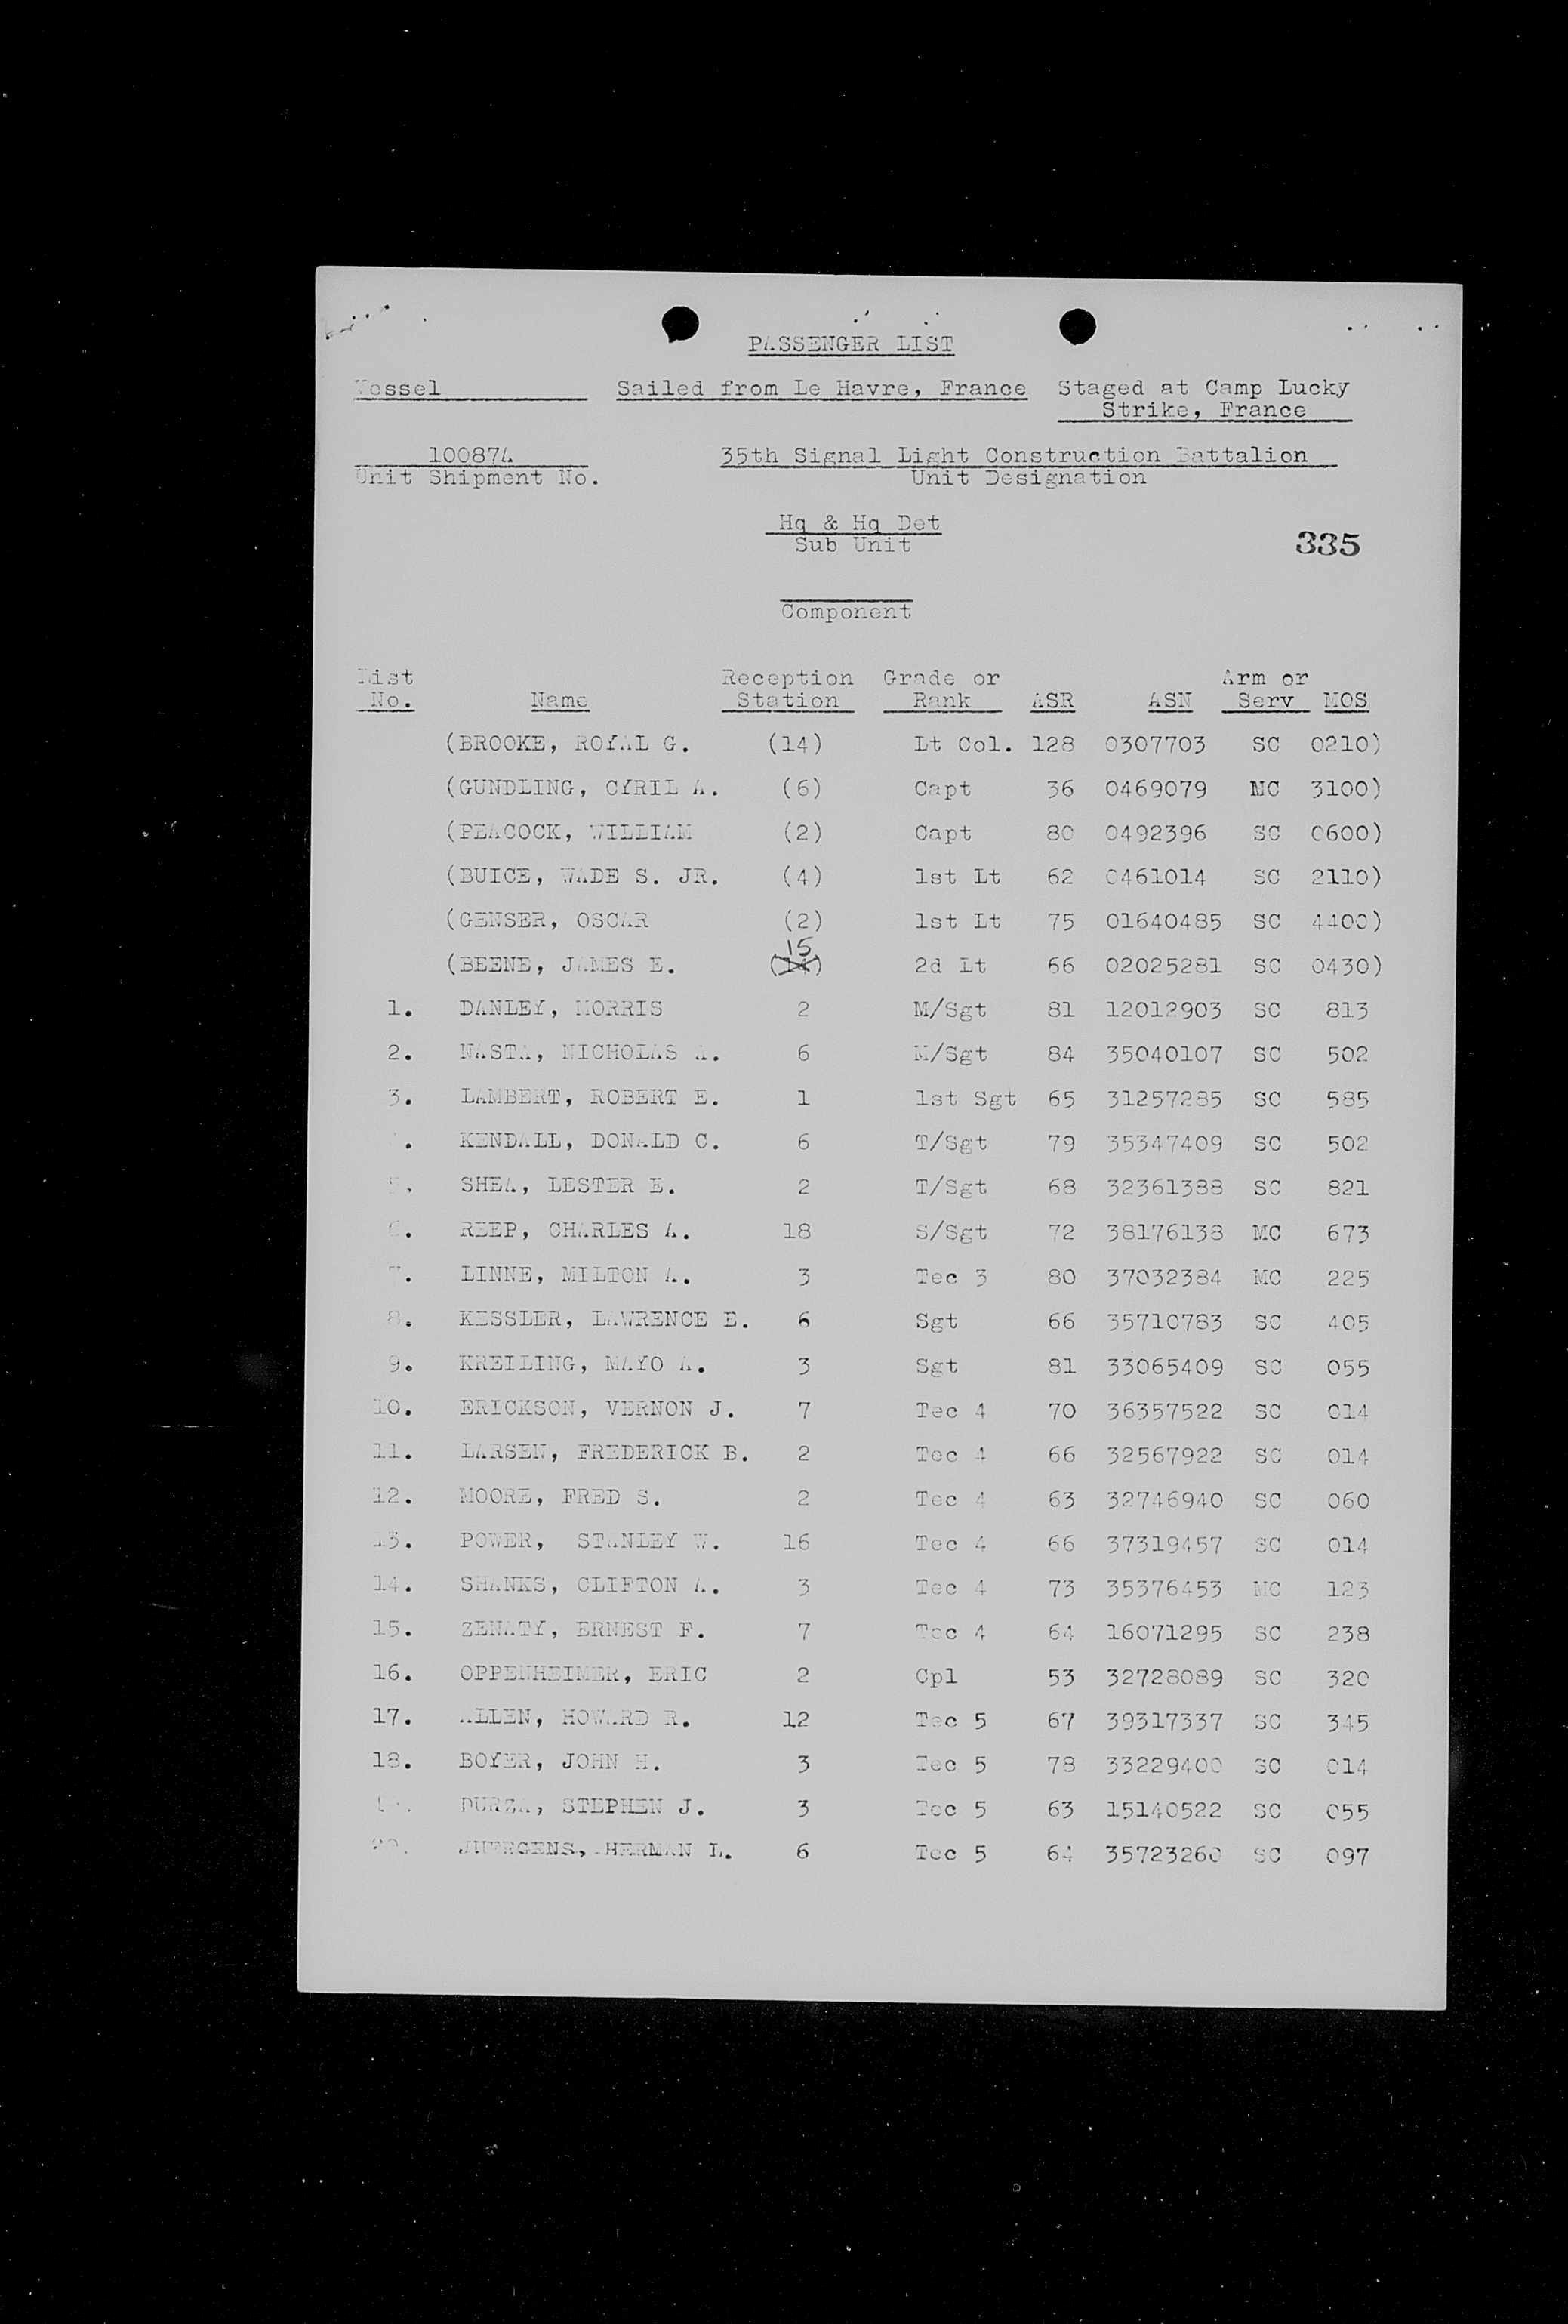 PASSENGER LIST
Vessel Sailed from Le Havre, France Staged at Camp Lucky
Strike, France
10087A 35th Signal Light Construction Battalion
Unit Shipment No. Unit Designation
Hq & Hq Det
Sub Unit 335
Component
List Reception Grade or Arm or
No. Name Station Rank ASR ASN Serv MOS
(BROOKE, ROYAL G. (14) Lt Col. 128 0307703 SC 0210)
(GUNDLING, CYRIL A. (6) Capt 36 0469079 MC 3100)
(PEACOCK, WILLIAM (2) Capt 80 0492396 SC 0600)
(BUICE, WADE S. JR. (4) 1st Lt 62 0461014 SC 2110)
(GENSER, OSCAR (2) 1st Lt 75 01640485 SC 4400)
15
(BEENE, JAMES E. (14) 2d Lt 66 02025281 SC 0430)
1. DANLEY, MORRIS 2 M/Sgt 81 12012903 SC 813
2. NASTA, NICHOLAS A. 6 M/Sgt 84 35040107 SC 502
3. LAMBERT, ROBERT E. 1 1st Sgt 65 31257285 SC 585
. KENDALL, DONALD C. 6 T/Sgt 79 35347409 SC 502
5. SHEA, LESTER E. 2 T/Sgt 68 32361388 SC 821
6. REEP, CHARLES A. 18 S/Sgt 72 38176138 MC 673
7. LINNE, MILTON A. 3 Tec 3 80 37032384 MC 225
8. KESSLER, LAWRENCE E. 6 Sgt 66 35710783 SC 405
9. KREILING, MAYO A. 3 Sgt 81 33065409 SC 055
10. ERICKSON, VERNON J. 7 Tec 4 70 36357522 SC 014
11. LARSEN, FREDERICK B. 2 Tec 4 66 32567922 SC 014
12. MOORE, FRED S. 2 Tec 4 63 32746940 SC 060
13. POWER, STANLEY W. 16 Tec 4 66 37319457 SC 014
14. SHANKS, CLIFTON A. 3 Tec 4 73 35376453 MC 123
15. ZENATY, ERNEST F. 7 Tec 4 64 16071295 SC 238
16. OPPENHEIMER, ERIC 2 Cpl 53 32728089 SC 320
17. ALLEN, HOWARD R. 12 Tec 5 67 39317337 SC 345
18. BOYER, JOHN H. 3 Tec 5 78 33229400 SC 014
19. DURZA, STEPHEN J. 3 Tec 5 63 15140522 SC 055
20. JUERGENS, HERMAN L. 6 Tec 5 64 35723260 SC 097